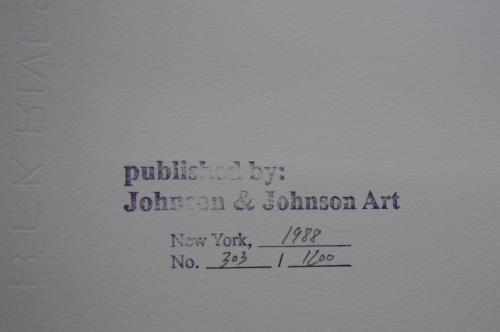 published by:
Johnson & Johnson Art
New York, 1988
No. 303 / 1200